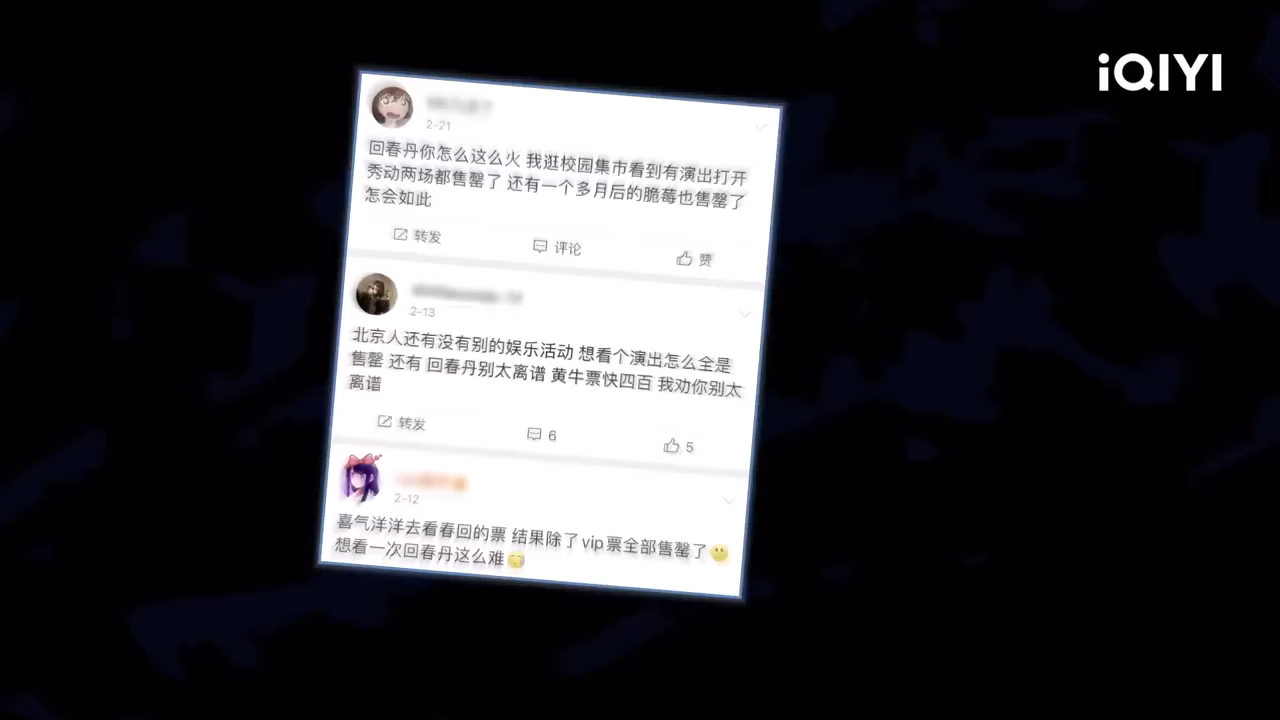 iQIYI
2-21
回春丹你怎么这么火 我逛校园集市看到有演出打开
秀动两场都售罄了 还有一个多月后的脆莓也售罄了
怎会如此
转发
评论
赞
2-13
北京人还有没有别的娱乐活动 想看个演出怎么全是
售罄 还有 回春丹别太离谱 黄牛票快四百 我劝你别太
离谱
转发
6
5
2-12
喜气洋洋去看春回的票 结果除了vip票全部售罄了
想看一次回春丹这么难